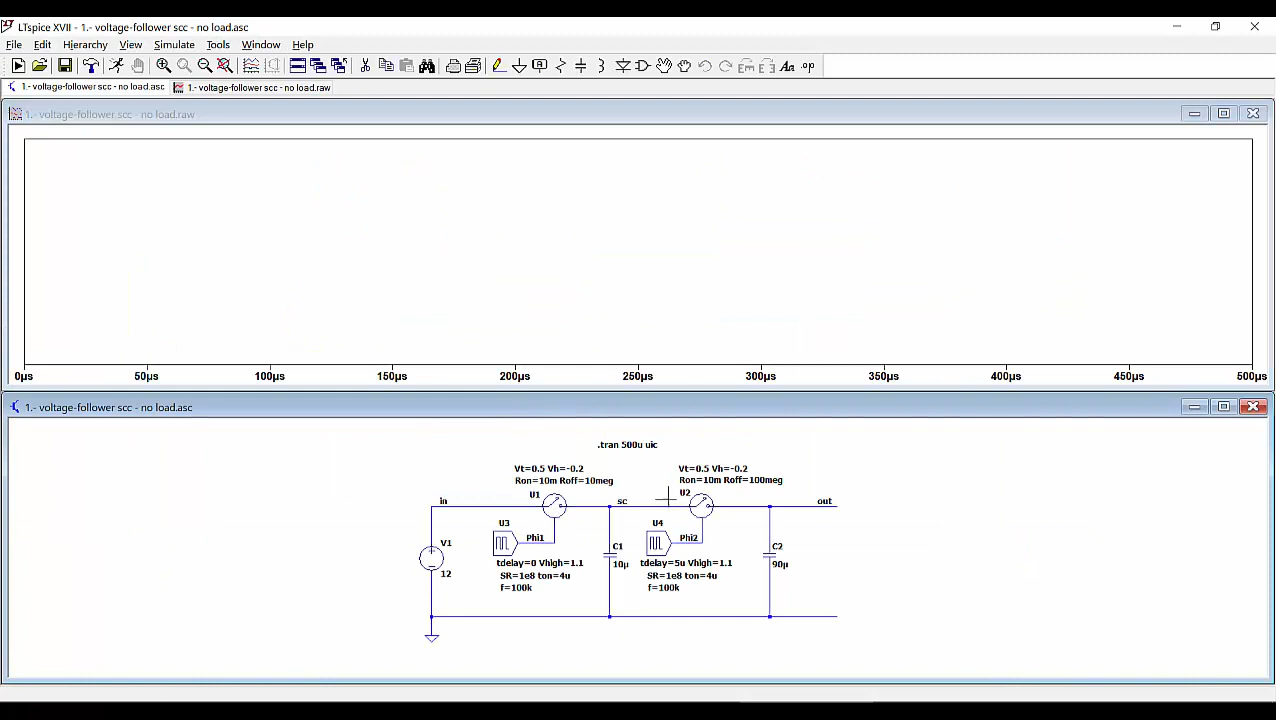 LTspice XVII - 1.- voltage-follower scc - no load.asc
File Edit Hierarchy View Simulate Tools Window Help
Aa .op
1.- voltage-follower scc - no load.asc 1.- voltage-follower scc - no load.raw
1.- voltage-follower scc - no load.raw
0µs 50µs 100µs 150µs 200µs 250µs 300µs 350µs 400µs 450µs 500µs
1.- voltage-follower scc - no load.asc
.tran 500u uic
Vt=0.5 Vh=-0.2 Vt=0.5 Vh=-0.2
Ron=10m Roff=10meg Ron=10m Roff=100meg
U1 U2
in sc out
U3 U4
Phi1 Phi2
V1 C1 C2
tdelay=0 Vhigh=1.1 10µ tdelay=5u Vhigh=1.1 90µ
12 SR=1e8 ton=4u SR=1e8 ton=4u
f=100k f=100k